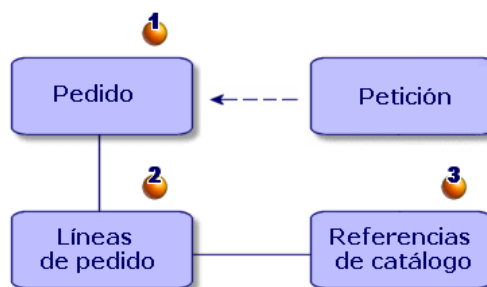 1
Pedido
Petición
2
3
Líneas
de pedido
Referencias
de catálogo